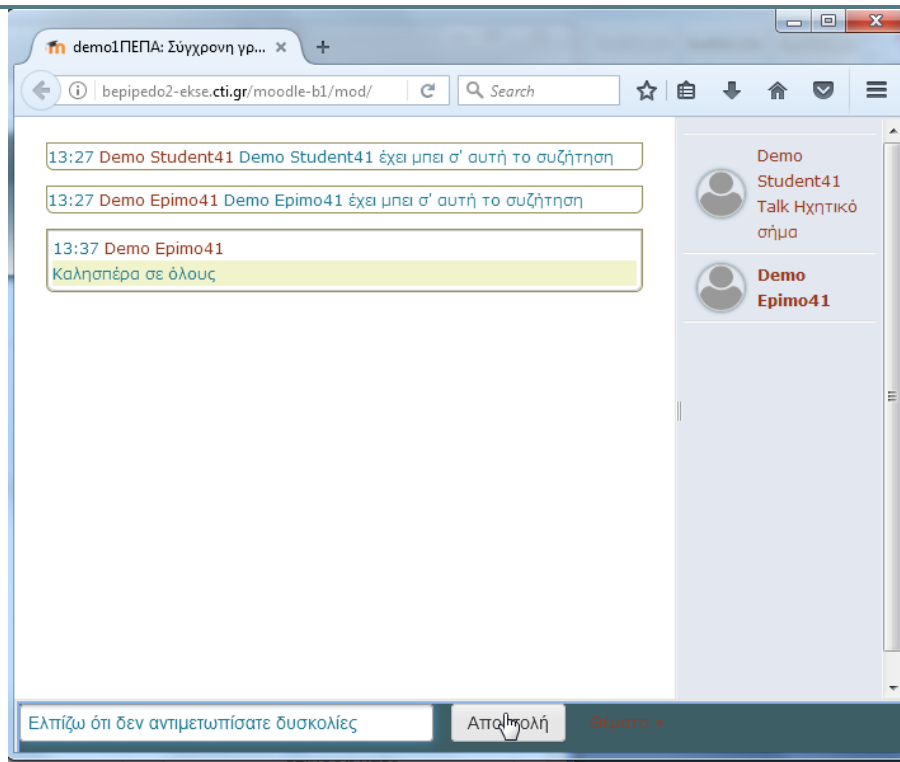 demo1ΠΕΠΑ: Σύγχρονη γρ...
bepipedo2-ekse.cti.gr/moodle-b1/mod/
Search
13:27 Demo Student41 Demo Student41 έχει μπει σ' αυτή το συζήτηση
13:27 Demo Epimo41 Demo Epimo41 έχει μπει σ' αυτή το συζήτηση
13:37 Demo Epimo41
Καλησπέρα σε όλους
Demo
Student41
Talk Ηχητικό
σήμα
Demo
Epimo41
Ελπίζω ότι δεν αντιμετωπίσατε δυσκολίες
Αποστολή